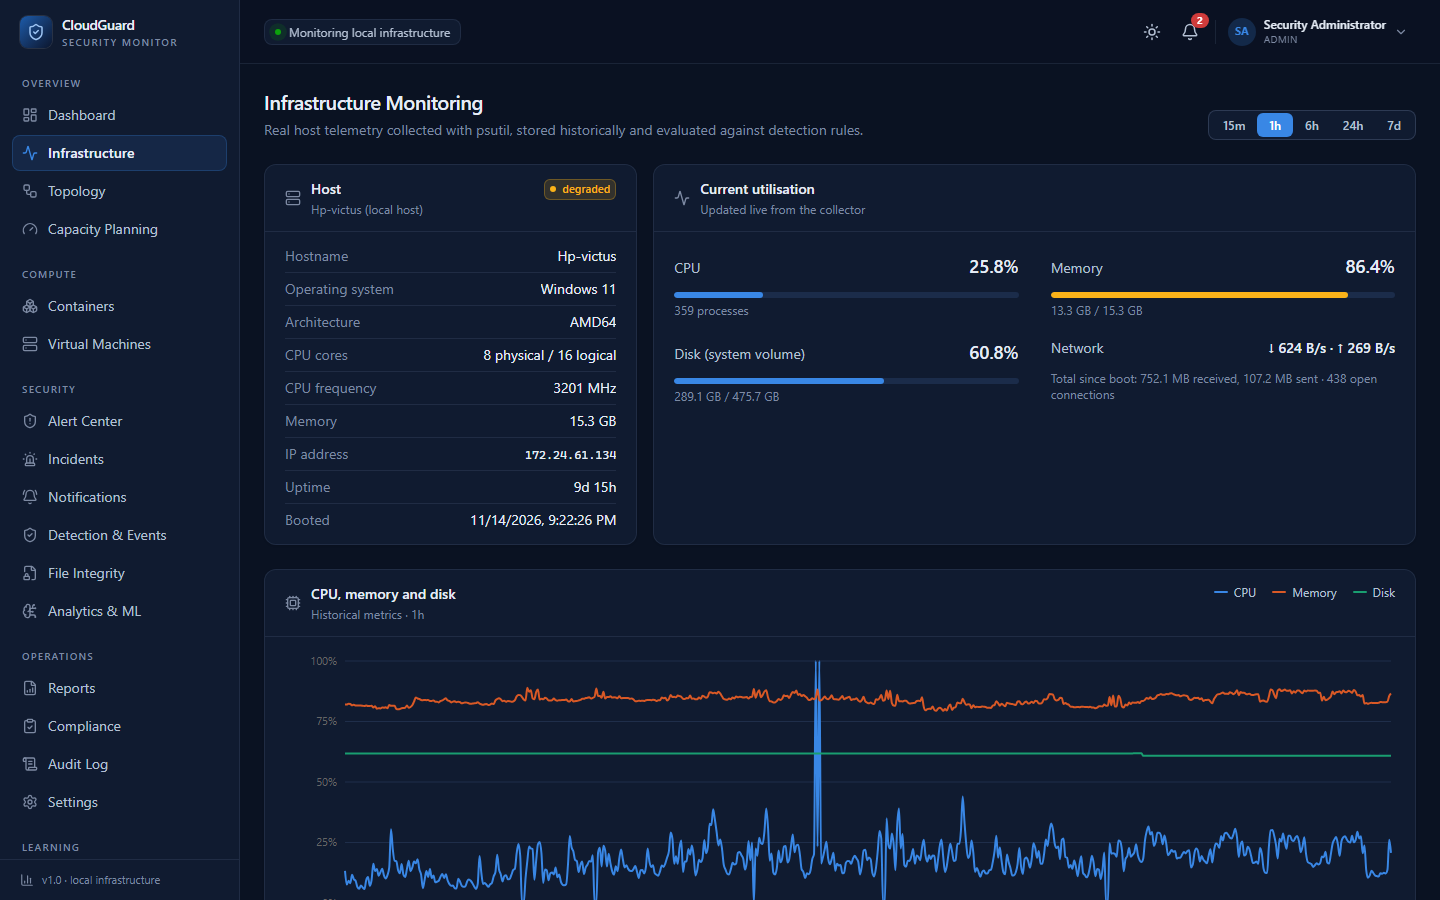 CloudGuard
SECURITY MONITOR
OVERVIEW
Dashboard
Infrastructure
Topology
Capacity Planning
COMPUTE
Containers
Virtual Machines
SECURITY
Alert Center
Incidents
Notifications
Detection & Events
File Integrity
Analytics & ML
OPERATIONS
Reports
Compliance
Audit Log
Settings
LEARNING
v1.0 · local infrastructure
Monitoring local infrastructure
2
SA
Security Administrator
ADMIN
Infrastructure Monitoring
Real host telemetry collected with psutil, stored historically and evaluated against detection rules.
15m 1h 6h 24h 7d
Host
Hp-victus (local host)
degraded
Hostname Hp-victus
Operating system Windows 11
Architecture AMD64
CPU cores 8 physical / 16 logical
CPU frequency 3201 MHz
Memory 15.3 GB
IP address 172.24.61.134
Uptime 9d 15h
Booted 11/14/2026, 9:22:26 PM
Current utilisation
Updated live from the collector
CPU 25.8%
359 processes
Memory 86.4%
13.3 GB / 15.3 GB
Disk (system volume) 60.8%
289.1 GB / 475.7 GB
Network ↓ 624 B/s · ↑ 269 B/s
Total since boot: 752.1 MB received, 107.2 MB sent · 438 open
connections
CPU, memory and disk
Historical metrics · 1h
CPU Memory Disk
100%
75%
50%
25%